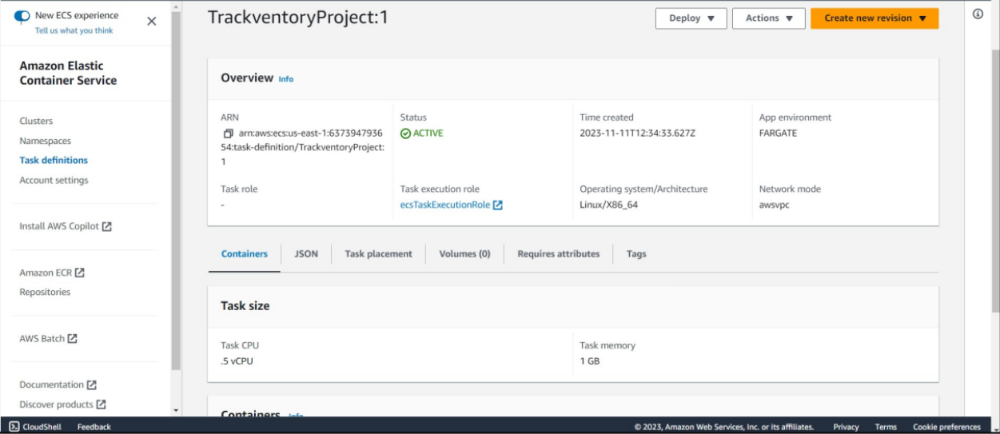 New ECS experience
Tell us what you think
Amazon Elastic
Container Service
Clusters
Namespaces
Task definitions
Account settings
Install AWS Copilot
Amazon ECR
Repositories
AWS Batch
Documentation
Discover products
TrackventoryProject:1
Deploy
Actions
Create new revision
Overview Info
ARN
arn:aws:ecs:us-east-1:6373947936
54:task-definition/TrackventoryProject:
1
Status
ACTIVE
Time created
2023-11-11T12:34:33.627Z
App environment
FARGATE
Task role
-
Task execution role
ecsTaskExecutionRole
Operating system/Architecture
Linux/X86_64
Network mode
awsvpc
Containers JSON Task placement Volumes (0) Requires attributes Tags
Task size
Task CPU
.5 vCPU
Task memory
1 GB
Containers Info
CloudShell Feedback © 2023, Amazon Web Services, Inc. or its affiliates. Privacy Terms Cookie preferences